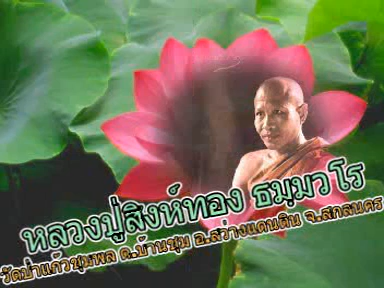 หลวงปู่สิงห์ทอง ธมฺมวโร
วัดป่าแก้วชุมพล ต.บ้านชุม อ.สว่างแดนดิน จ.สกลนคร